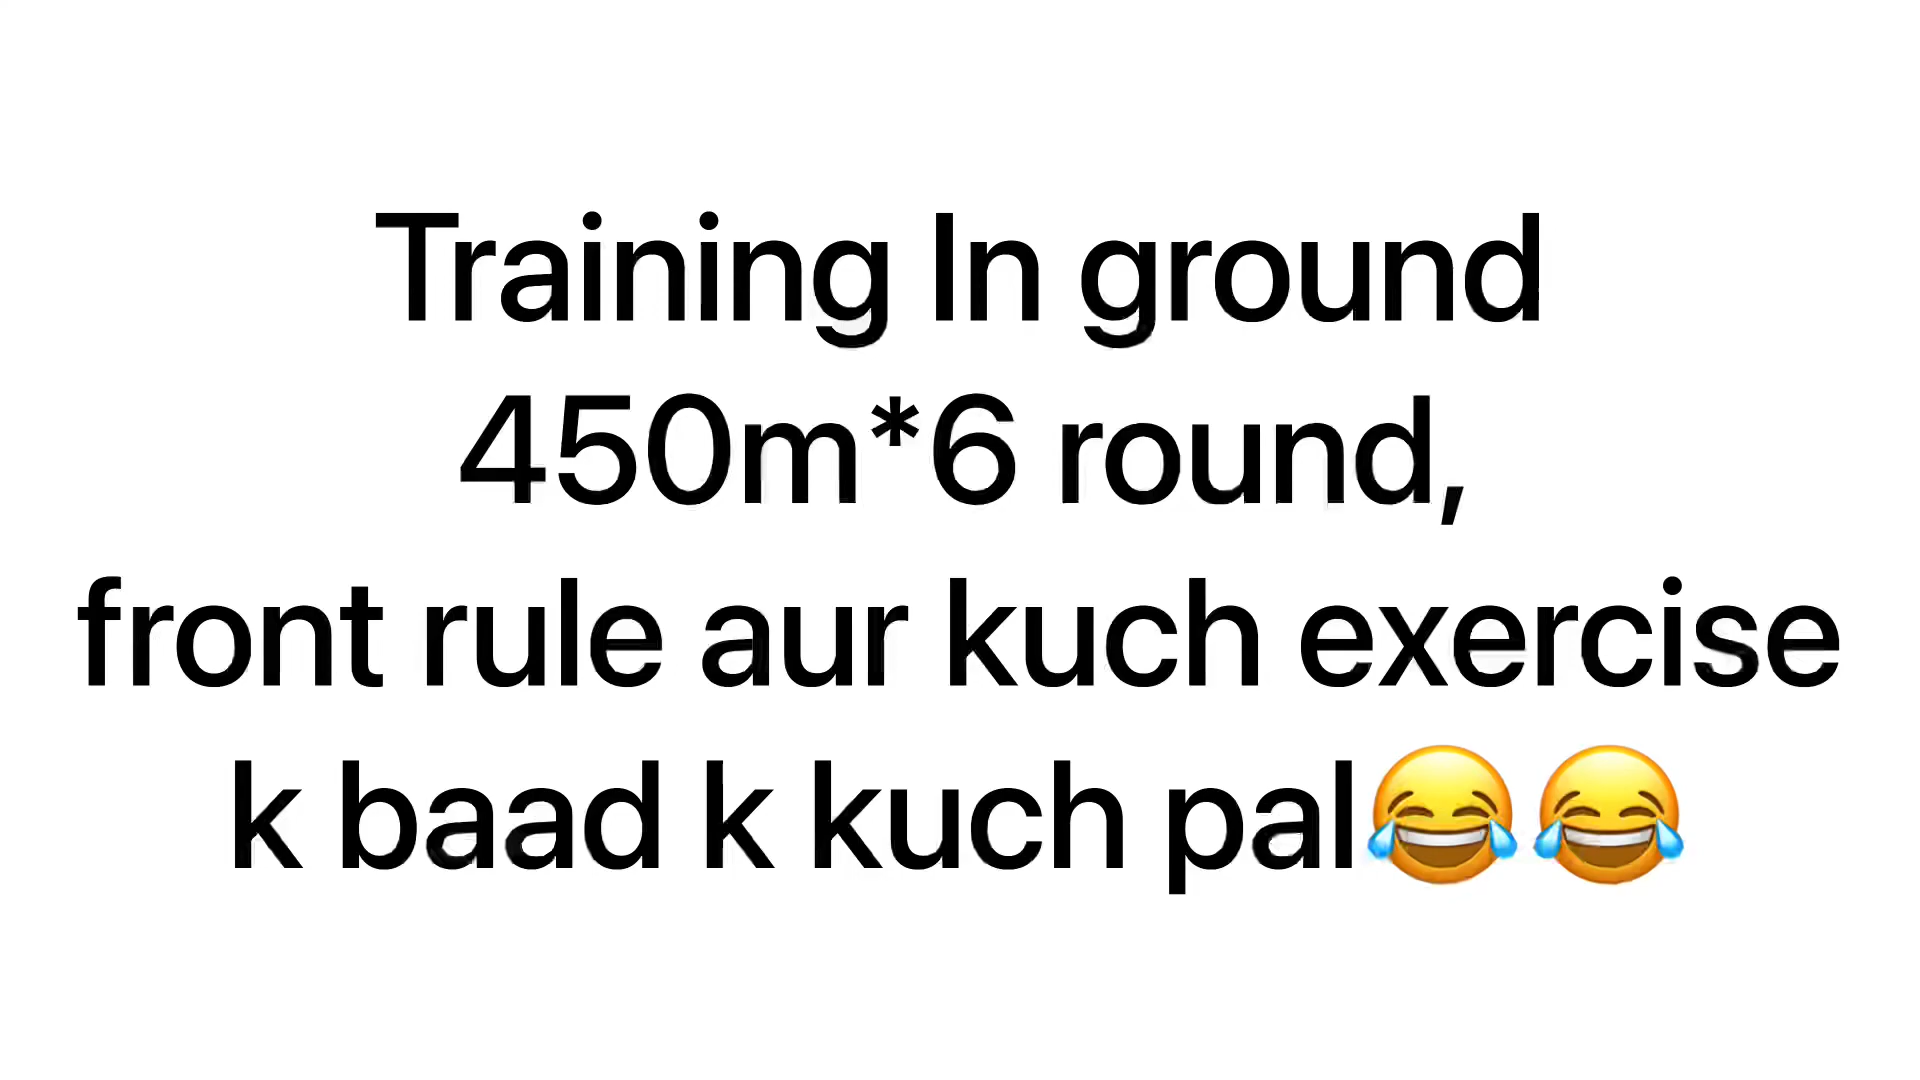 Training In ground
450m*6 round,
front rule aur kuch exercise
k baad k kuch pal😂😂